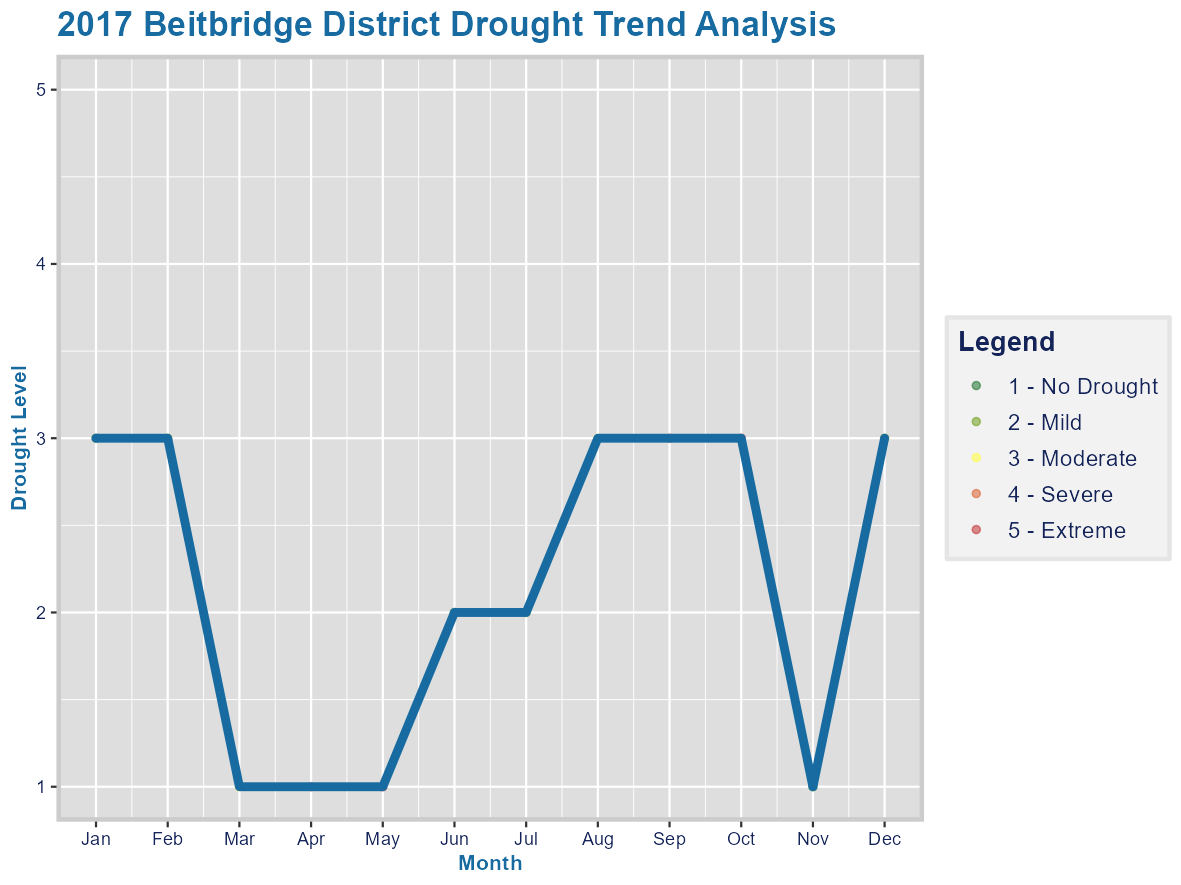 2017 Beitbridge District Drought Trend Analysis
5
4
3
2
1
Drought Level
Jan Feb Mar Apr May Jun Jul Aug Sep Oct Nov Dec
Month
Legend
1 - No Drought
2 - Mild
3 - Moderate
4 - Severe
5 - Extreme